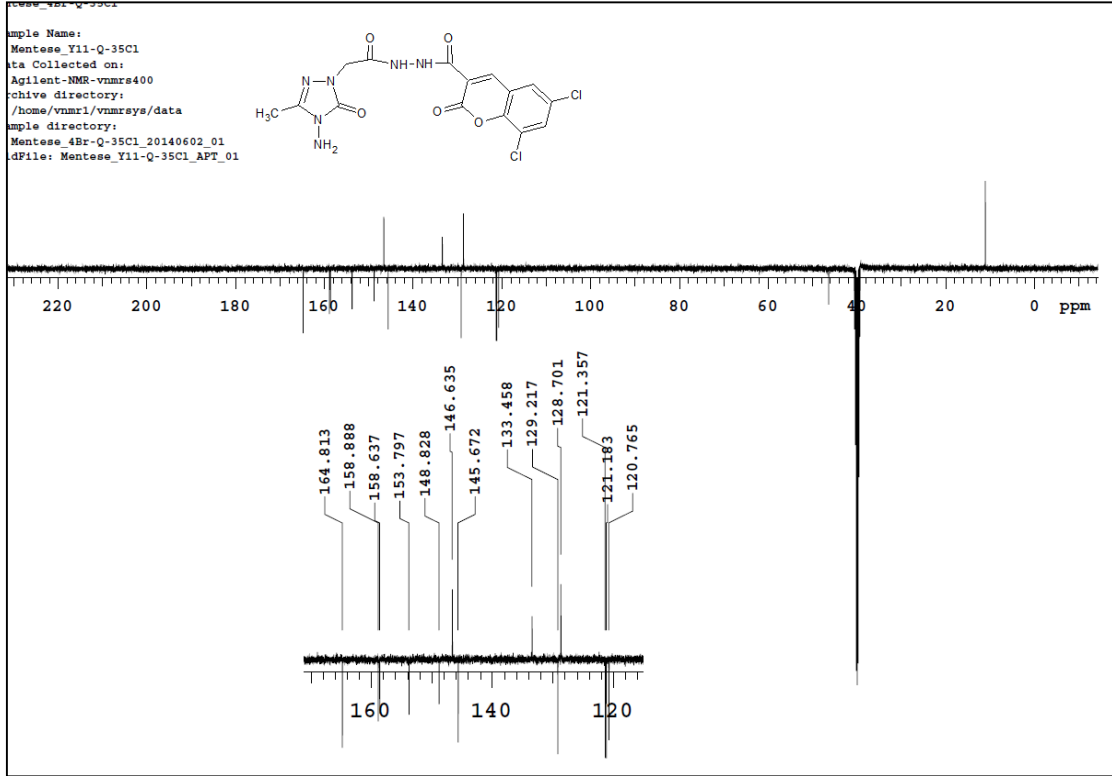 ample Name:
Mentese_Y11-Q-35Cl
ata Collected on:
Agilent-NMR-vnmrs400
rchive directory:
/home/vnmr1/vnmrsys/data
ample directory:
Mentese_4Br-Q-35Cl_20140602_01
idFile: Mentese_Y11-Q-35Cl_APT_01
O O
NH-NH
N N
H3C O
N
NH2
O O
Cl
Cl
220 200 180 160 140 120 100 80 60 40 20 0 ppm
164.813
158.888
158.637
153.797
148.828
146.635
145.672
133.458
129.217
128.701
121.357
121.183
120.765
160 140 120